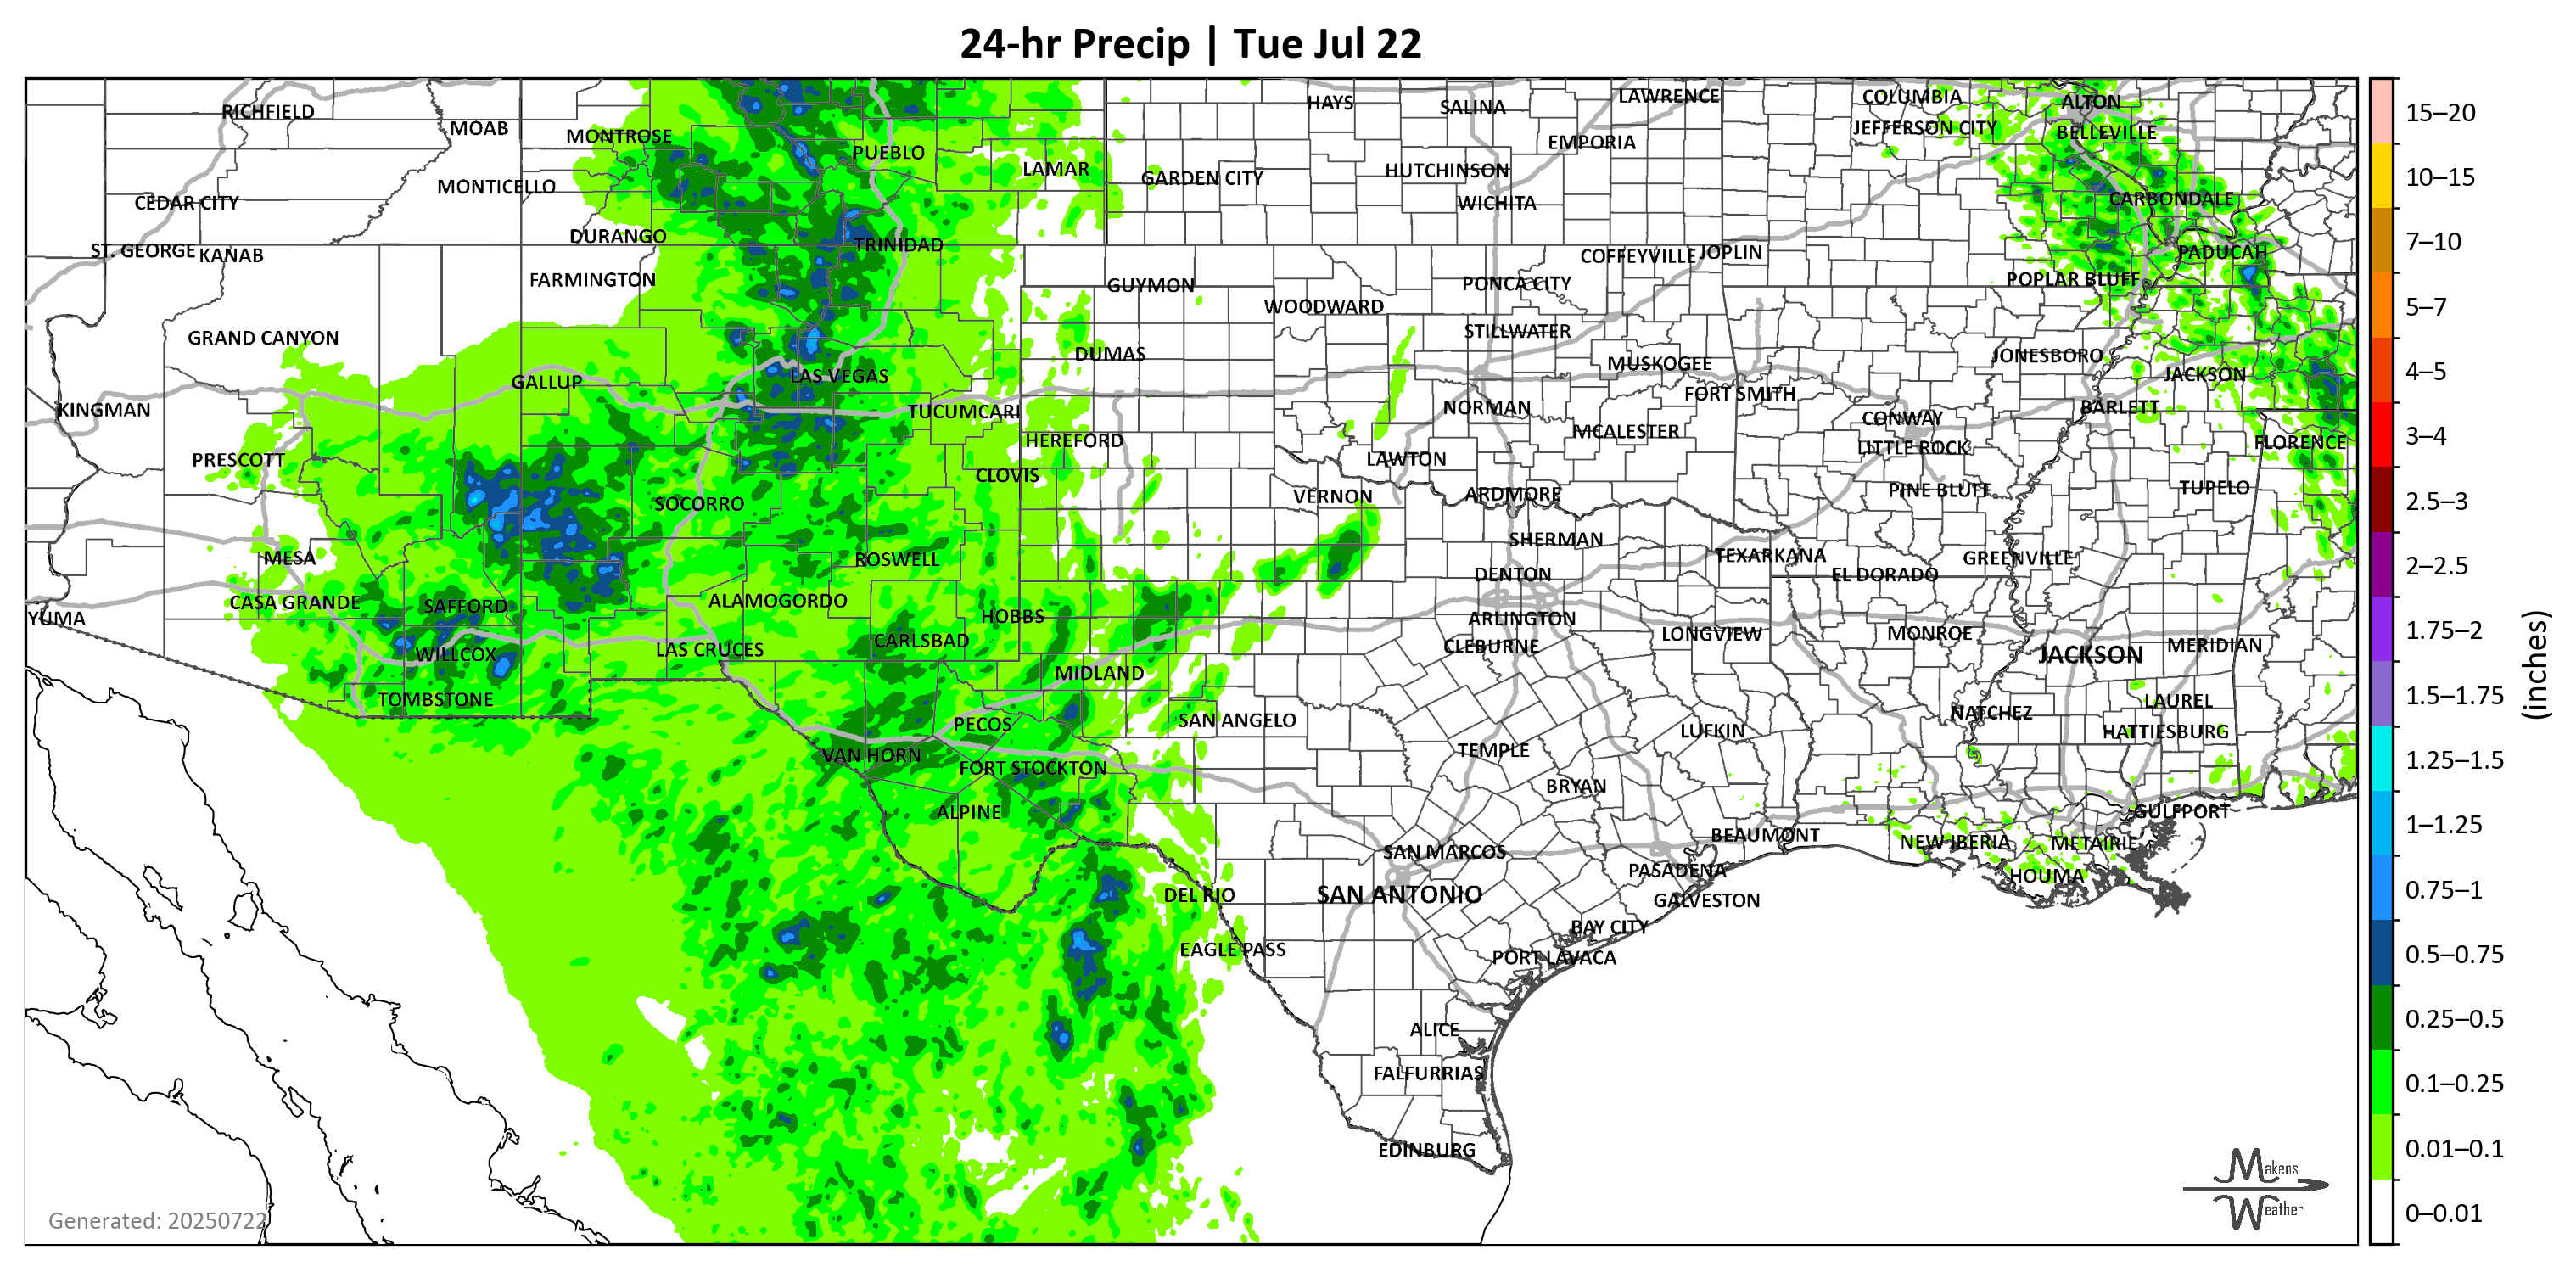 24-hr Precip | Tue Jul 22
HAYS
SALINA
LAWRENCE
COLUMBIA
ALTON
RICHFIELD
MOAB
MONTROSE
PUEBLO
EMPORIA
JEFFERSON CITY
BELLEVILLE
LAMAR
GARDEN CITY
HUTCHINSON
MONTICELLO
CEDAR CITY
WICHITA
CARBONDALE
DURANGO
TRINIDAD
ST. GEORGE
KANAB
COFFEYVILLE
JOPLIN
PADUCAH
FARMINGTON
GUYMON
PONCA CITY
POPLAR BLUFF
WOODWARD
GRAND CANYON
STILLWATER
DUMAS
MUSKOGEE
JONESBORO
GALLUP
LAS VEGAS
FORT SMITH
JACKSON
KINGMAN
TUCUMCARI
NORMAN
CONWAY
BARLETT
HEREFORD
MCALESTER
LITTLE ROCK
FLORENCE
PRESCOTT
CLOVIS
LAWTON
SOCORRO
VERNON
ARDMORE
PINE BLUFF
TUPELO
MESA
ROSWELL
SHERMAN
TEXARKANA
GREENVILLE
DENTON
EL DORADO
CASA GRANDE
SAFFORD
ALAMOGORDO
HOBBS
ARLINGTON
YUMA
CARLSBAD
CLEBURNE
LONGVIEW
MONROE
MERIDIAN
WILLCOX
LAS CRUCES
JACKSON
MIDLAND
TOMBSTONE
LAUREL
PECOS
SAN ANGELO
NATCHEZ
HATTIESBURG
LUFKIN
VAN HORN
FORT STOCKTON
TEMPLE
BRYAN
ALPINE
GULFPORT
BEAUMONT
NEW IBERIA
METAIRIE
SAN MARCOS
PASADENA
HOUMA
DEL RIO
SAN ANTONIO
GALVESTON
BAY CITY
EAGLE PASS
PORT LAVACA
ALICE
FALFURRIAS
EDINBURG
Generated: 20250722
Makens
Weather
15–20
10–15
7–10
5–7
4–5
3–4
2.5–3
2–2.5
1.75–2
1.5–1.75
1.25–1.5
1–1.25
0.75–1
0.5–0.75
0.25–0.5
0.1–0.25
0.01–0.1
0–0.01
(inches)